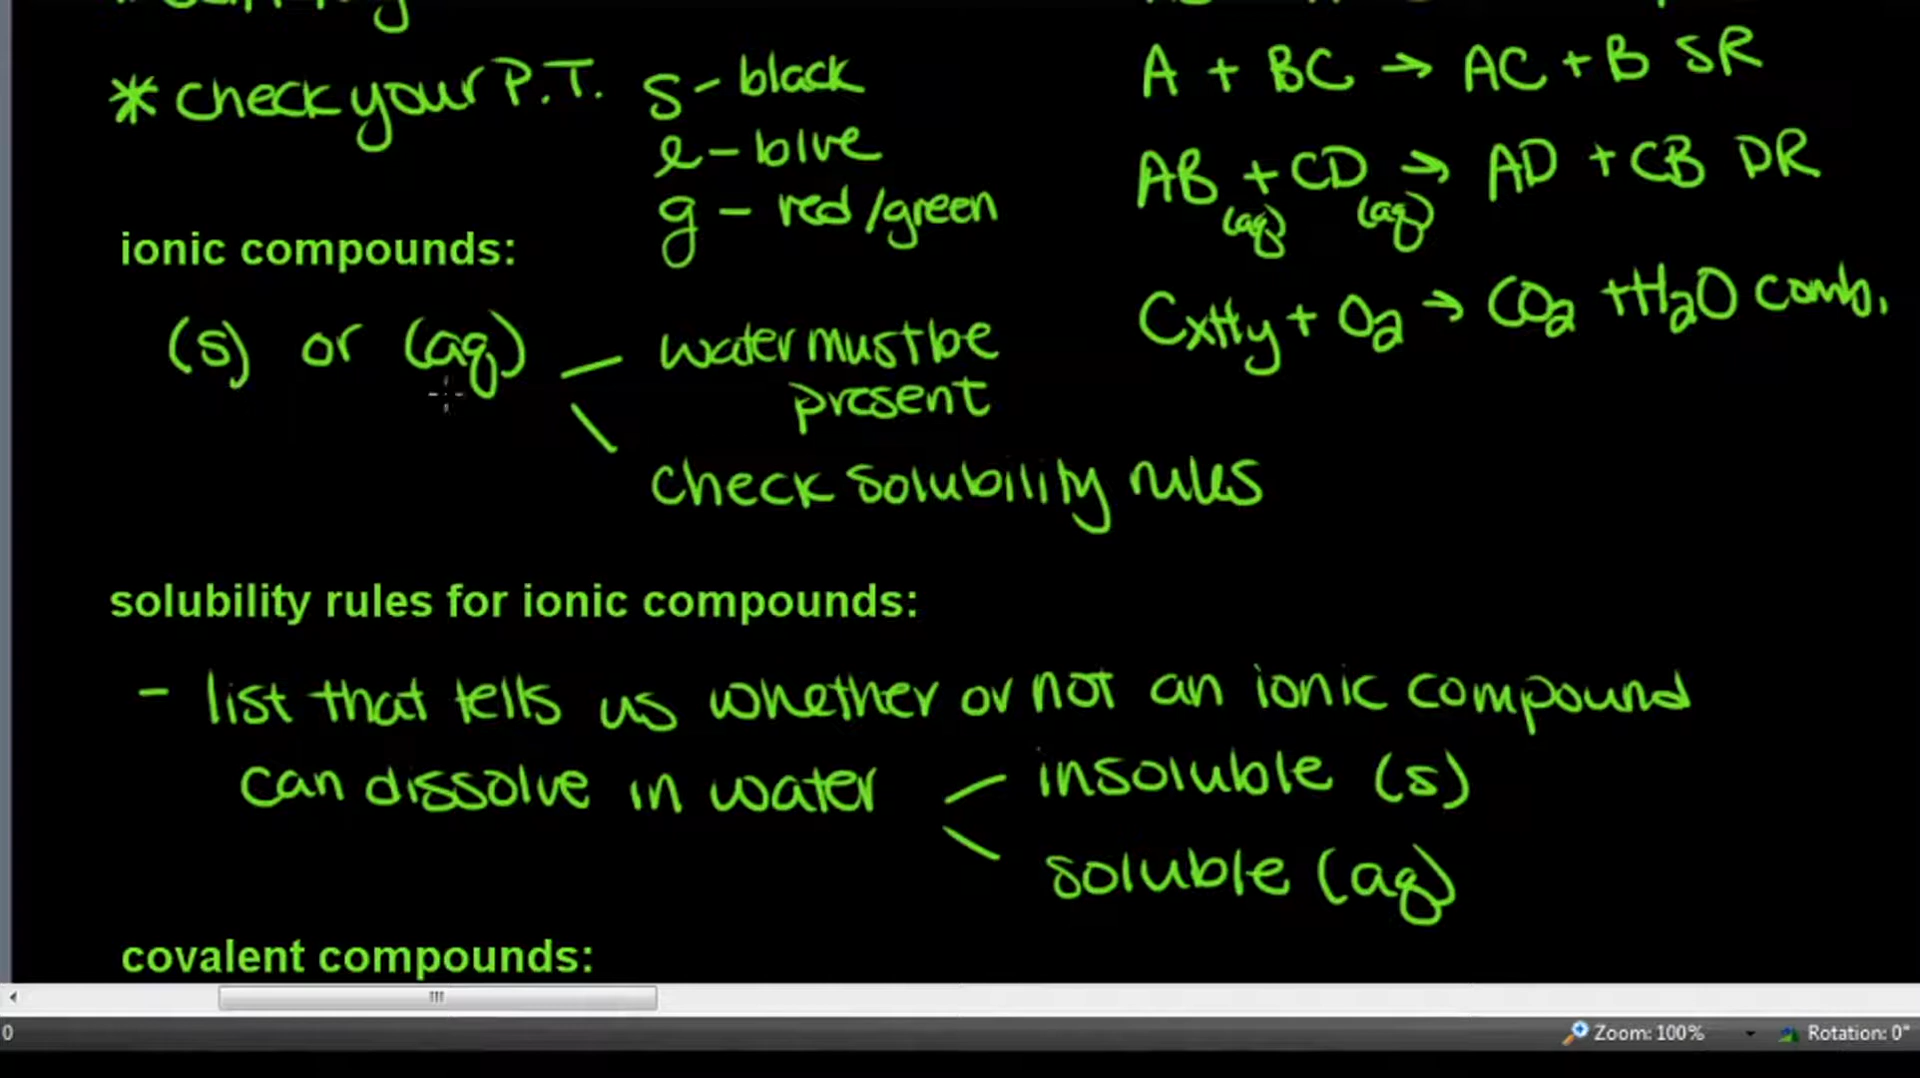 * check your P.T.
s - black
l - blue
g - red/green
A + BC → AC + B SR
AB (aq) + CD (aq) → AD + CB DR
CxHy + O2 → CO2 + H2O comb.
ionic compounds:
(s) or (aq)
water must be
present
check solubility rules
solubility rules for ionic compounds:
- list that tells us whether or not an ionic compound
can dissolve in water
insoluble (s)
soluble (aq)
covalent compounds:
0
Zoom: 100%
Rotation: 0°